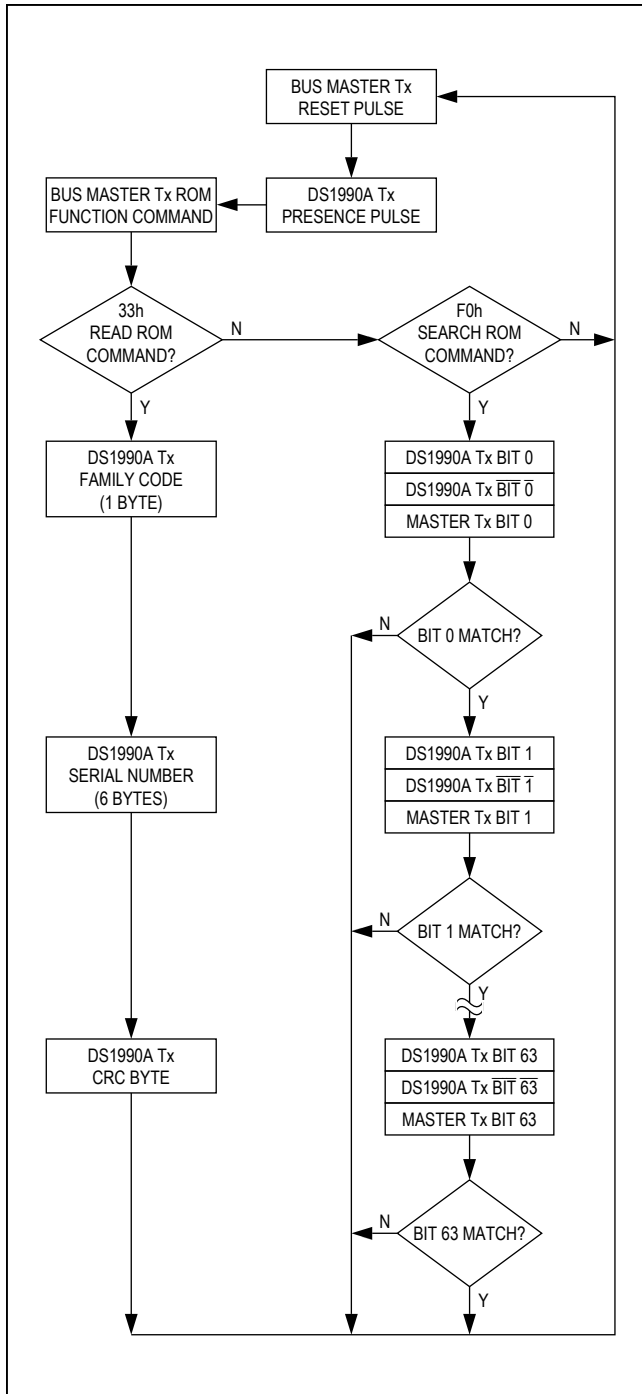 BUS MASTER Tx
RESET PULSE
BUS MASTER Tx ROM
FUNCTION COMMAND
DS1990A Tx
PRESENCE PULSE
33h
READ ROM
COMMAND?
N
Y
F0h
SEARCH ROM
COMMAND?
N
Y
DS1990A Tx
FAMILY CODE
(1 BYTE)
DS1990A Tx
SERIAL NUMBER
(6 BYTES)
DS1990A Tx
CRC BYTE
DS1990A Tx BIT 0
DS1990A Tx B̅I̅T̅ 0̅
MASTER Tx BIT 0
N
BIT 0 MATCH?
Y
DS1990A Tx BIT 1
DS1990A Tx B̅I̅T̅ 1̅
MASTER Tx BIT 1
N
BIT 1 MATCH?
Y
DS1990A Tx BIT 63
DS1990A Tx B̅I̅T̅ 6̅3̅
MASTER Tx BIT 63
N
BIT 63 MATCH?
Y